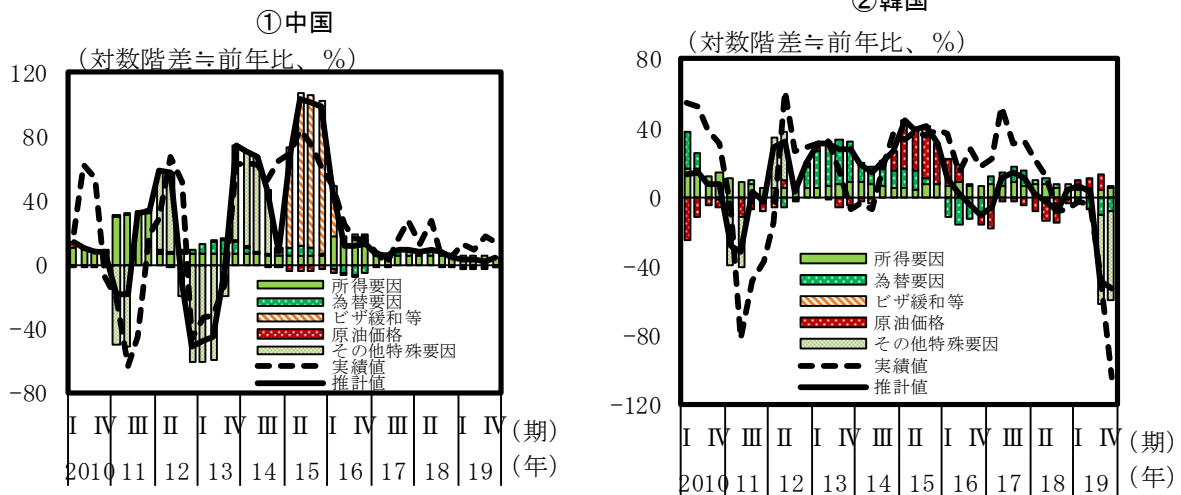 ①中国
(対数階差≒前年比、%)
120
80
40
0
−40
−80
所得要因
為替要因
ビザ緩和等
原油価格
その他特殊要因
実績値
推計値
Ⅰ Ⅳ Ⅲ Ⅱ Ⅰ Ⅳ Ⅲ Ⅱ Ⅰ Ⅳ Ⅲ Ⅱ Ⅰ Ⅳ (期)
2010 11 12 13 14 15 16 17 18 19 (年)
②韓国
(対数階差≒前年比、%)
80
40
0
−40
−80
−120
所得要因
為替要因
ビザ緩和等
原油価格
その他特殊要因
実績値
推計値
Ⅰ Ⅳ Ⅲ Ⅱ Ⅰ Ⅳ Ⅲ Ⅱ Ⅰ Ⅳ Ⅲ Ⅱ Ⅰ Ⅳ (期)
2010 11 12 13 14 15 16 17 18 19 (年)